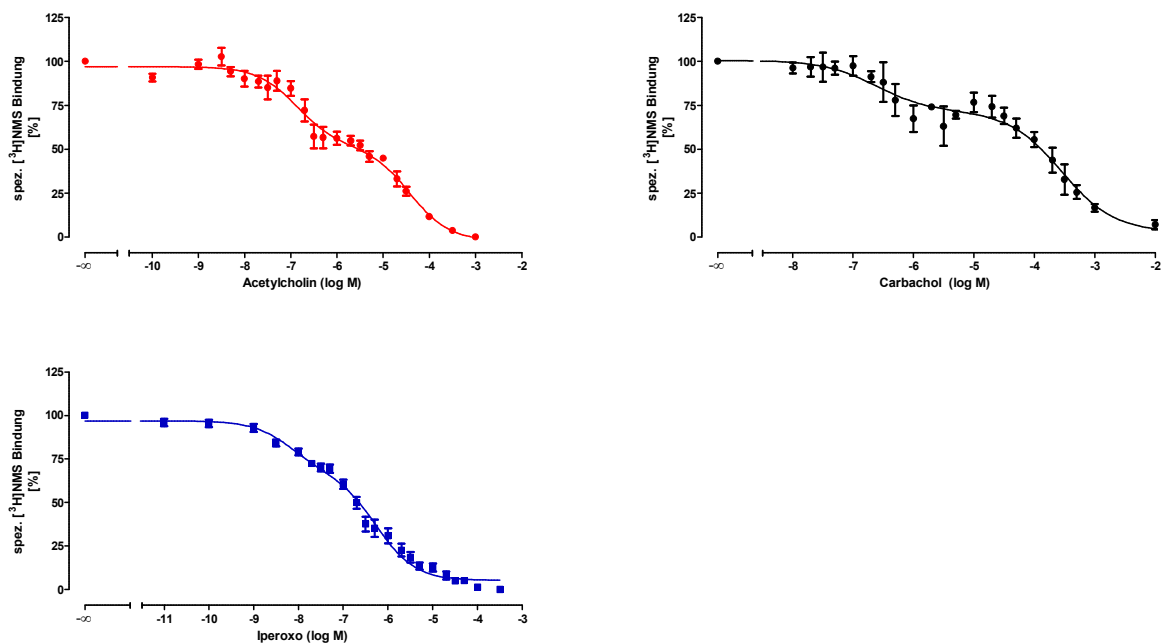 spez. [³H]NMS Bindung
[%]
125
100
75
50
25
0
-∞ -10 -9 -8 -7 -6 -5 -4 -3 -2
Acetylcholin (log M)
spez. [³H]NMS Bindung
[%]
125
100
75
50
25
0
-∞ -8 -7 -6 -5 -4 -3 -2
Carbachol (log M)
spez. [³H]NMS Bindung
[%]
125
100
75
50
25
0
-∞ -11 -10 -9 -8 -7 -6 -5 -4 -3
Iperoxo (log M)